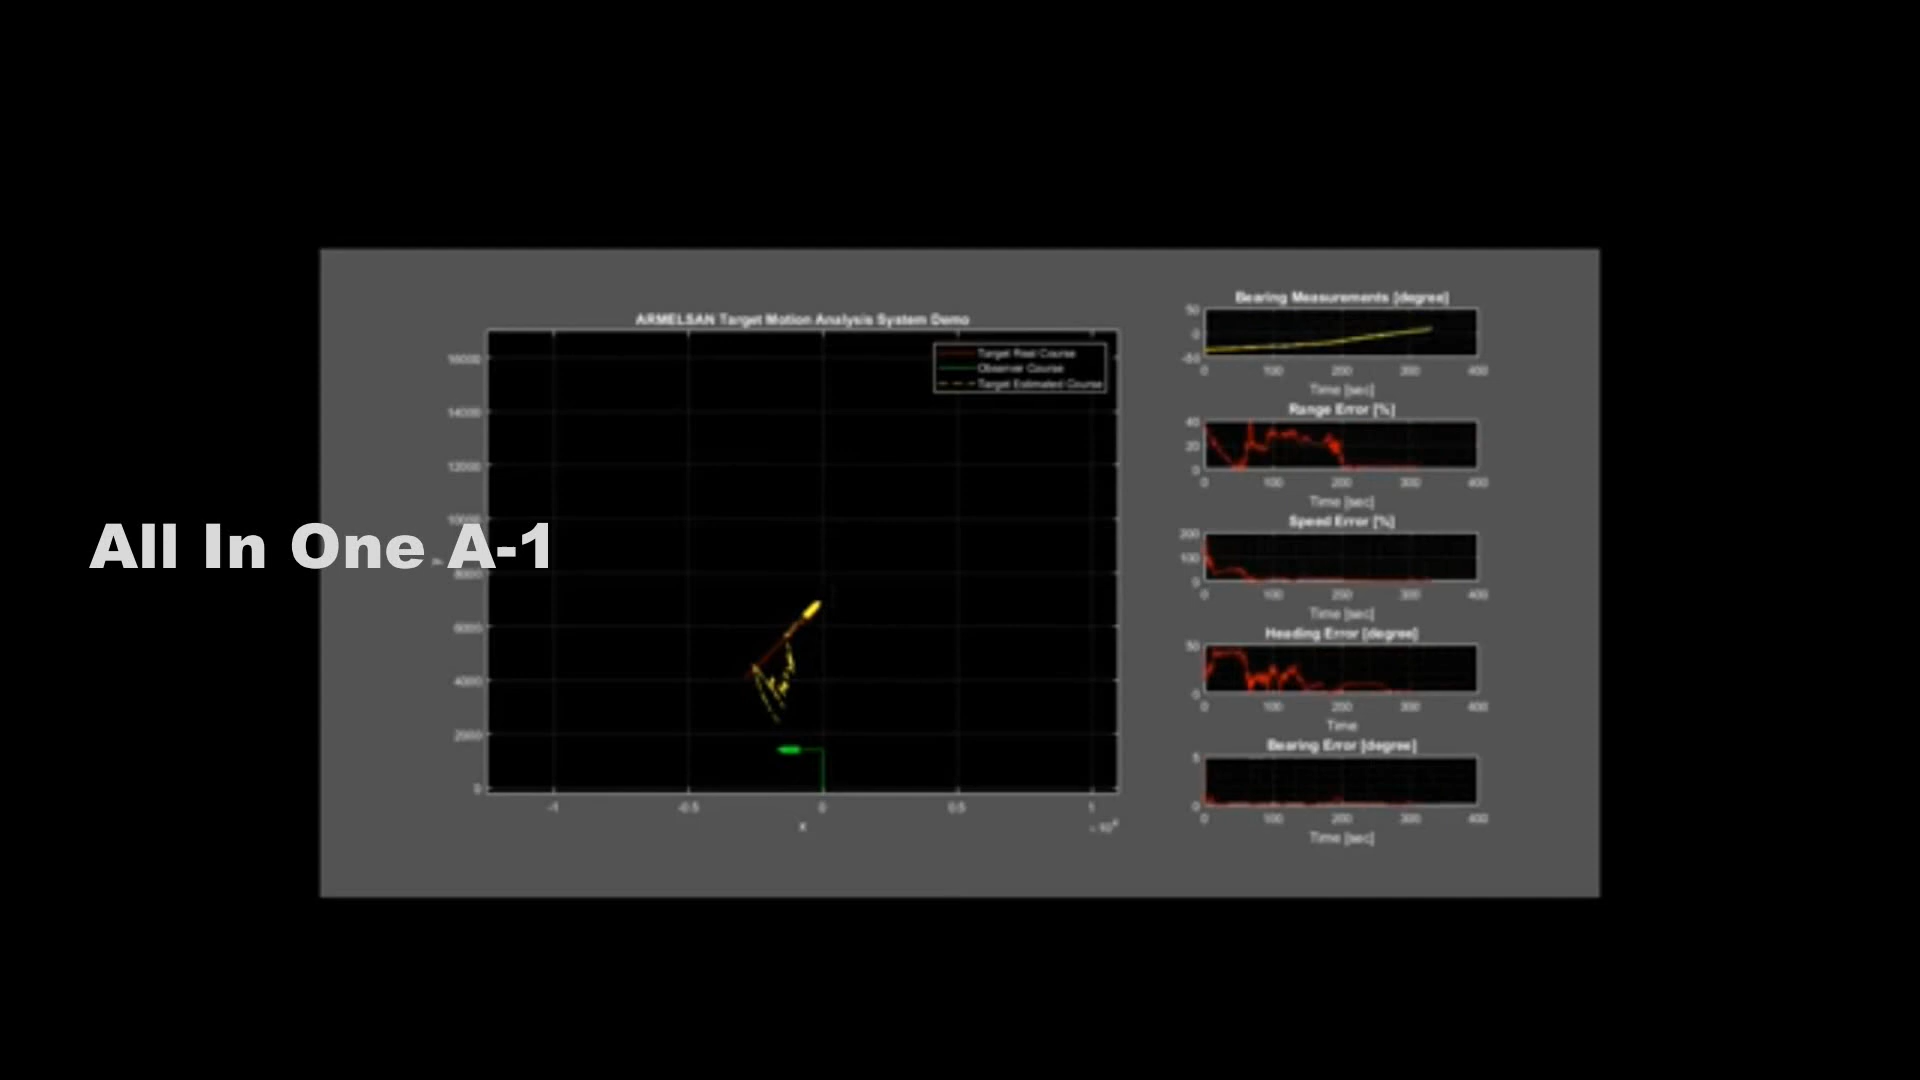 ARMELSAN Target Motion Analysis System Demo
Target Real Course
Observer Course
Target Estimated Course
16000
14000
12000
10000
8000
6000
4000
2000
0
-1
-0.5
0
0.5
1
x
All In One A-1
Bearing Measurements [degree]
50
0
-50
0 100 200 300 400
Time [sec]
Range Error [%]
40
20
0
0 100 200 300 400
Time [sec]
Speed Error [%]
200
100
0
0 100 200 300 400
Time [sec]
Heading Error [degree]
50
0
0 100 200 300 400
Time
Bearing Error [degree]
5
0
0 100 200 300 400
Time [sec]